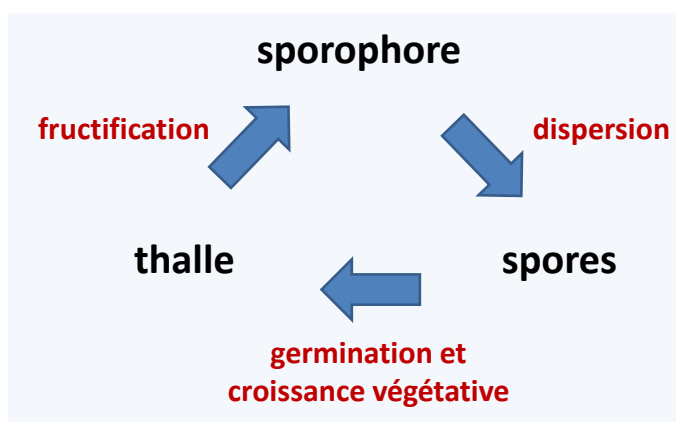 sporophore
fructification
dispersion
thalle
spores
germination et
croissance végétative